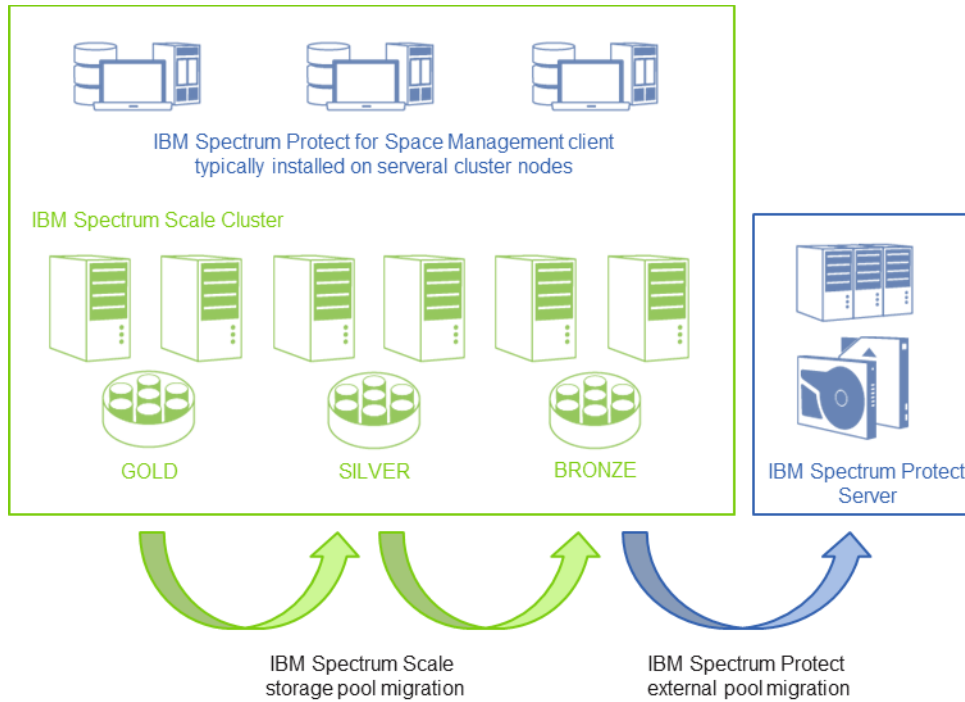 IBM Spectrum Protect for Space Management client
typically installed on serveral cluster nodes
IBM Spectrum Scale Cluster
GOLD
SILVER
BRONZE
IBM Spectrum Protect
Server
IBM Spectrum Scale
storage pool migration
IBM Spectrum Protect
external pool migration